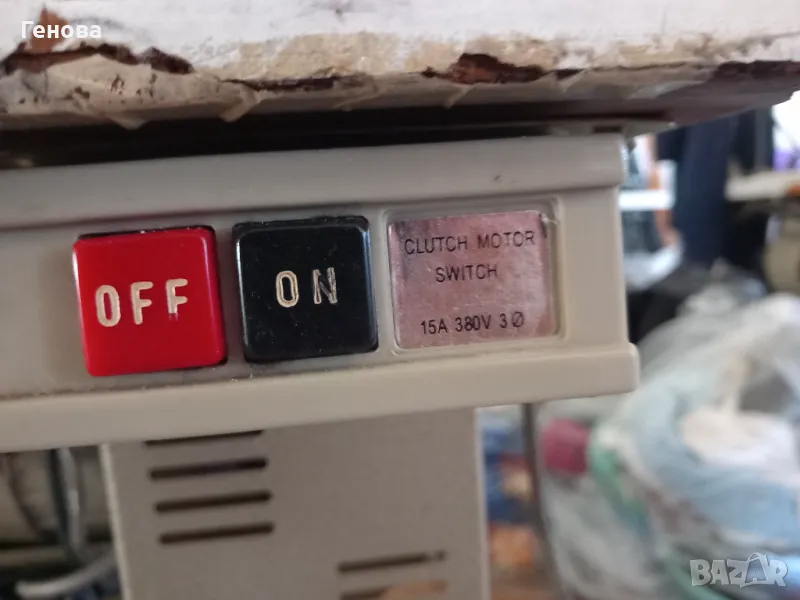 Генова
OFF
ON
CLUTCH MOTOR
SWITCH
15A 380V 3Ø
BAZAR